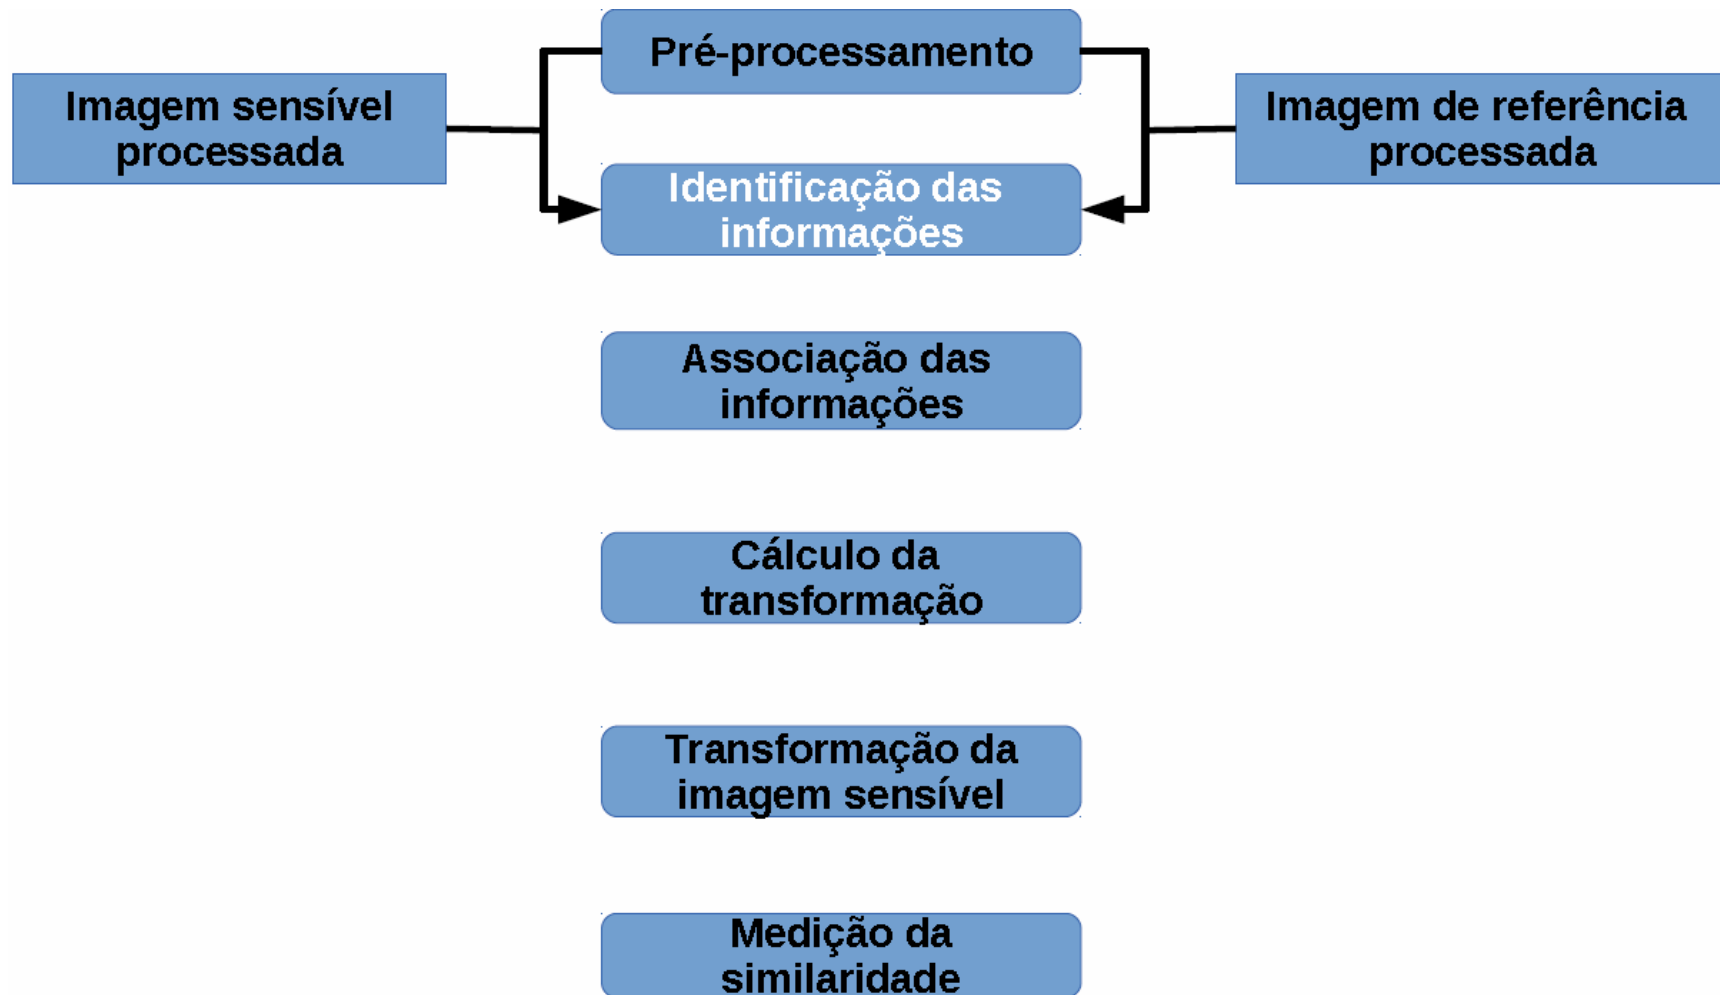 Pré-processamento
Imagem sensível
processada
Imagem de referência
processada
Identificação das
informações
Associação das
informações
Cálculo da
transformação
Transformação da
imagem sensível
Medição da
similaridade